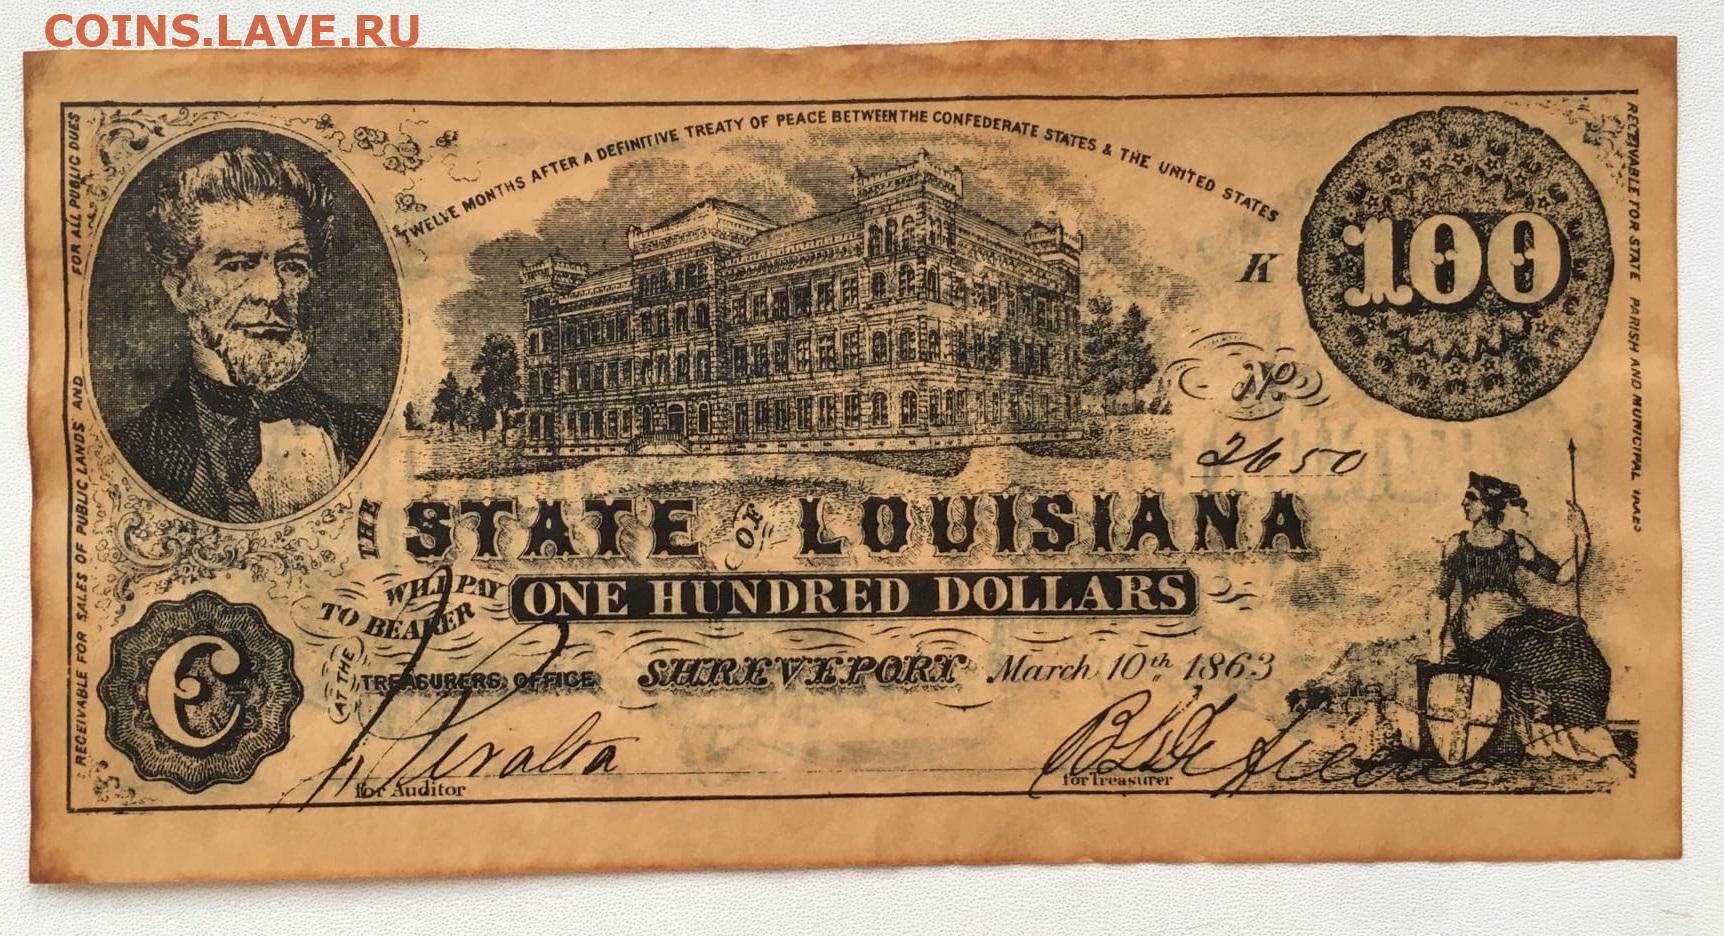 COINS.LAVE.RU
TWELVE MONTHS AFTER A DEFINITIVE TREATY OF PEACE BETWEEN THE CONFEDERATE STATES & THE UNITED STATES
RECEIVABLE FOR SALES OF PUBLIC LANDS AND FOR ALL PUBLIC DUES
K
100
RECEIVABLE FOR STATE PARISH AND MUNICIPAL TAXES
No.
2650
THE STATE OF LOUISIANA
WILL PAY TO BEARER
ONE HUNDRED DOLLARS
AT THE TREASURERS OFFICE SHREVEPORT March 10th 1863
C
Peralta
for Auditor
for Treasurer